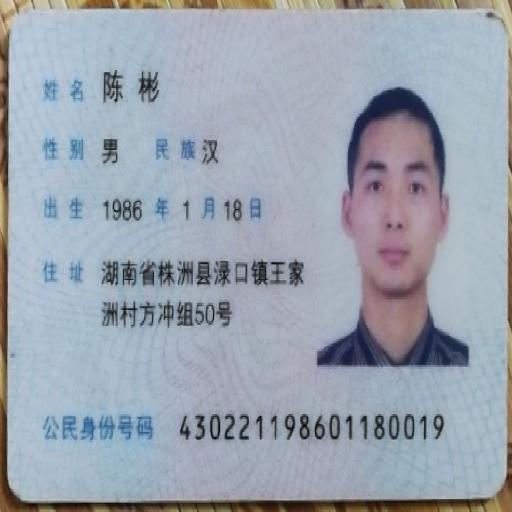 姓名 陈彬
性别 男 民族 汉
出生 1986 年 1 月 18 日
住址 湖南省株洲县渌口镇王家
洲村方冲组50号
公民身份号码 430221198601180019